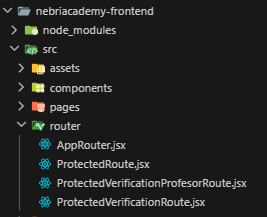 nebriacademy-frontend
node_modules
src
assets
components
pages
router
AppRouter.jsx
ProtectedRoute.jsx
ProtectedVerificationProfesorRoute.jsx
ProtectedVerificationRoute.jsx